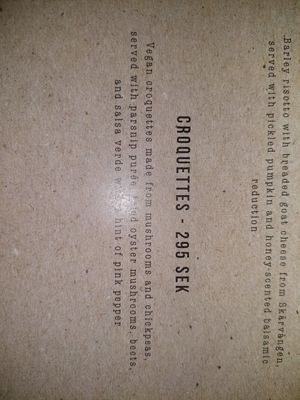 Barley risotto with breaded goat cheese from Skärvången,
served with pickled pumpkin and honey-scented balsamic
reduction
CROQUETTES - 295 SEK
Vegan croquettes made from mushrooms and chickpeas,
served with parsnip purée, oyster mushrooms, beets,
and salsa verde hint of pink pepper